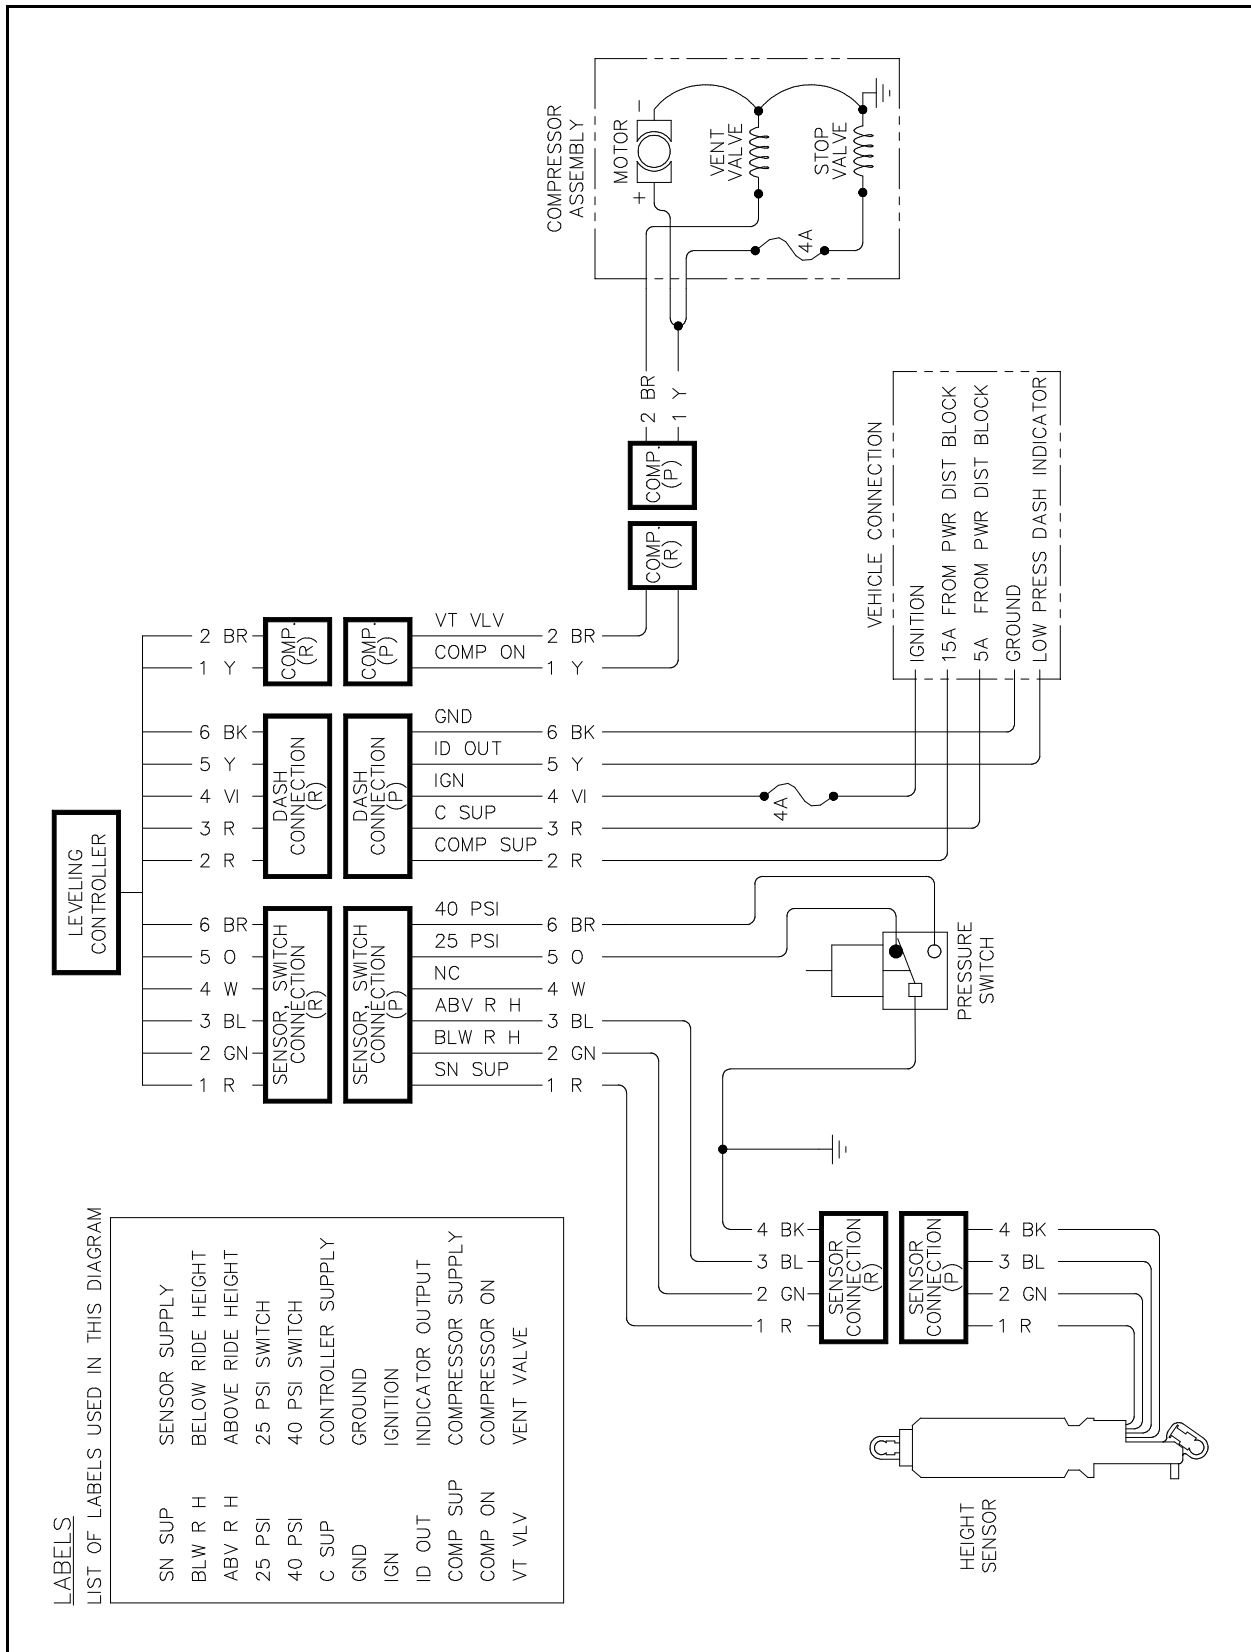 COMPRESSOR
ASSEMBLY
MOTOR
-
+
VENT
VALVE
STOP
VALVE
4A
2 BR
1 Y
COMP.
(P)
COMP.
(R)
VEHICLE CONNECTION
IGNITION
15A FROM PWR DIST BLOCK
5A FROM PWR DIST BLOCK
GROUND
LOW PRESS DASH INDICATOR
LEVELING
CONTROLLER
2 BR
1 Y
COMP.
(R)
COMP.
(P)
VT VLV
COMP ON
2 BR
1 Y
6 BK
5 Y
4 VI
3 R
2 R
DASH
CONNECTION
(R)
DASH
CONNECTION
(P)
GND
ID OUT
IGN
C SUP
COMP SUP
6 BK
5 Y
4 VI
3 R
2 R
4A
6 BR
5 O
4 W
3 BL
2 GN
1 R
SENSOR, SWITCH
CONNECTION
(R)
SENSOR, SWITCH
CONNECTION
(P)
40 PSI
25 PSI
NC
ABV R H
BLW R H
SN SUP
6 BR
5 O
4 W
3 BL
2 GN
1 R
PRESSURE
SWITCH
4 BK
3 BL
2 GN
1 R
SENSOR
CONNECTION
(R)
SENSOR
CONNECTION
(P)
4 BK
3 BL
2 GN
1 R
HEIGHT
SENSOR
LABELS
LIST OF LABELS USED IN THIS DIAGRAM
SN SUP SENSOR SUPPLY
BLW R H BELOW RIDE HEIGHT
ABV R H ABOVE RIDE HEIGHT
25 PSI 25 PSI SWITCH
40 PSI 40 PSI SWITCH
C SUP CONTROLLER SUPPLY
GND GROUND
IGN IGNITION
ID OUT INDICATOR OUTPUT
COMP SUP COMPRESSOR SUPPLY
COMP ON COMPRESSOR ON
VT VLV VENT VALVE